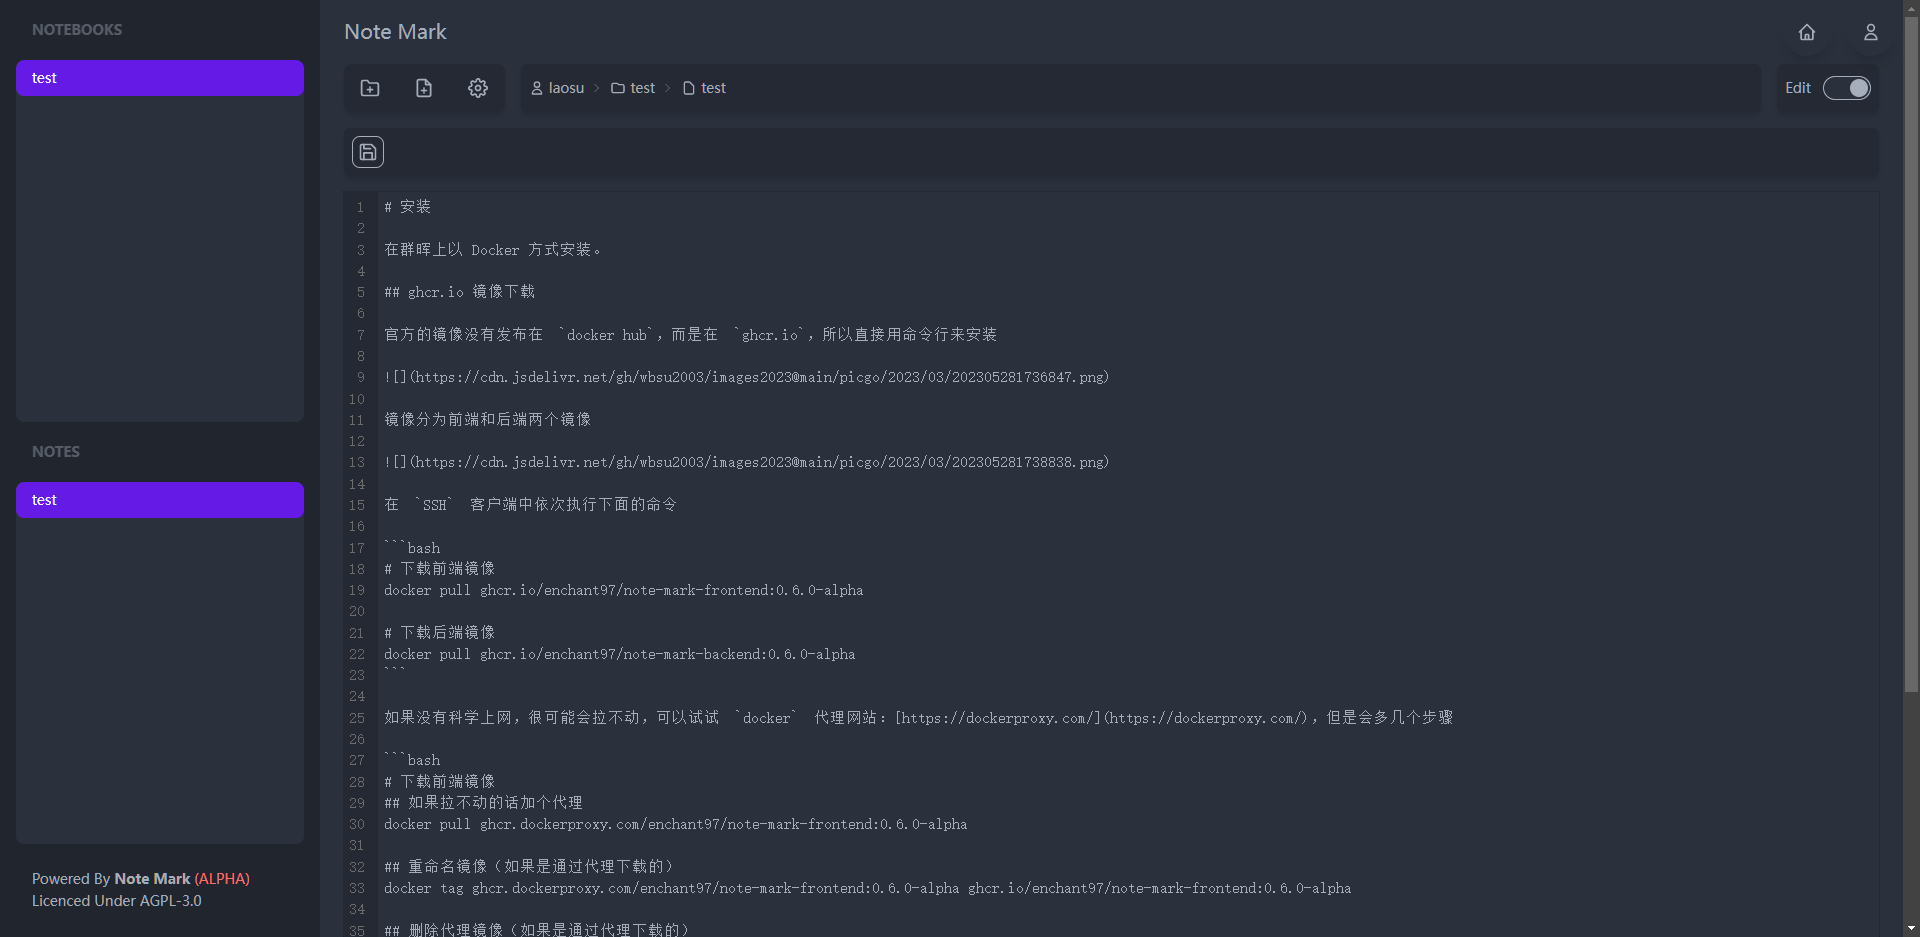 NOTEBOOKS
test
NOTES
test
Powered By Note Mark (ALPHA)
Licenced Under AGPL-3.0
Note Mark
laosu > test > test
Edit
1 # 安装
2
3 在群晖上以 Docker 方式安装。
4
5 ## ghcr.io 镜像下载
6
7 官方的镜像没有发布在 `docker hub`，而是在 `ghcr.io`，所以直接用命令行来安装
8
9 ![](https://cdn.jsdelivr.net/gh/wbsu2003/images2023@main/picgo/2023/03/202305281736847.png)
10
11 镜像分为前端和后端两个镜像
12
13 ![](https://cdn.jsdelivr.net/gh/wbsu2003/images2023@main/picgo/2023/03/202305281738838.png)
14
15 在 `SSH` 客户端中依次执行下面的命令
16
17 ```bash
18 # 下载前端镜像
19 docker pull ghcr.io/enchant97/note-mark-frontend:0.6.0-alpha
20
21 # 下载后端镜像
22 docker pull ghcr.io/enchant97/note-mark-backend:0.6.0-alpha
23 ```
24
25 如果没有科学上网，很可能会拉不动，可以试试 `docker` 代理网站：[https://dockerproxy.com/](https://dockerproxy.com/)，但是会多几个步骤
26
27 ```bash
28 # 下载前端镜像
29 ## 如果拉不动的话加个代理
30 docker pull ghcr.dockerproxy.com/enchant97/note-mark-frontend:0.6.0-alpha
31
32 ## 重命名镜像（如果是通过代理下载的）
33 docker tag ghcr.dockerproxy.com/enchant97/note-mark-frontend:0.6.0-alpha ghcr.io/enchant97/note-mark-frontend:0.6.0-alpha
34
35 ## 删除代理镜像（如果是通过代理下载的）